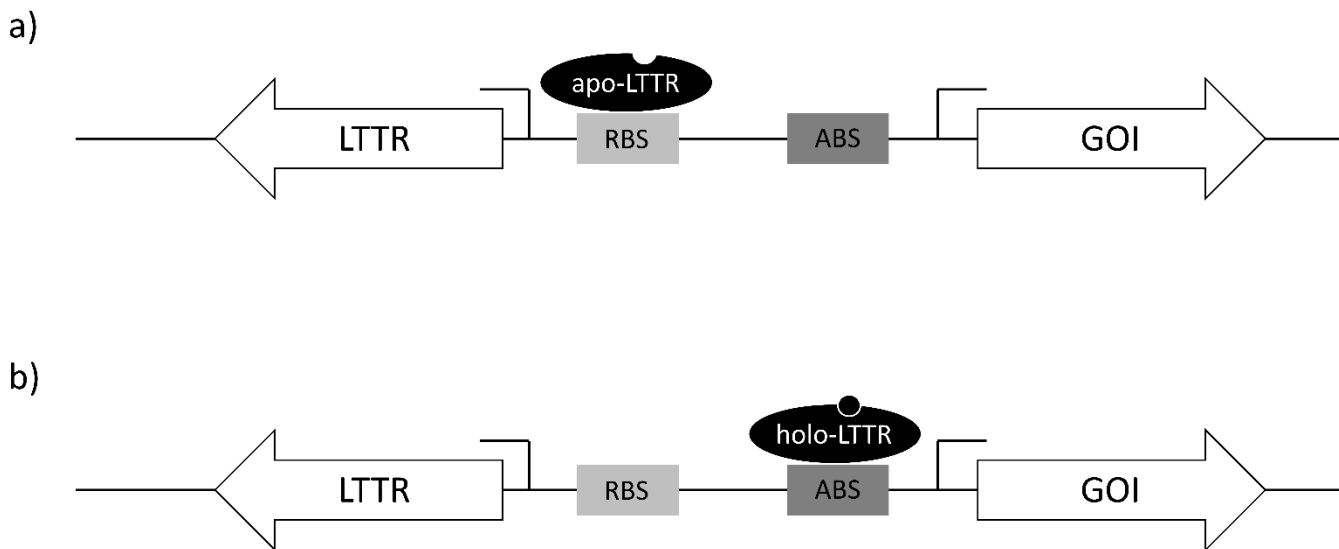 a)
apo-LTTR
LTTR RBS ABS GOI
b)
holo-LTTR
LTTR RBS ABS GOI